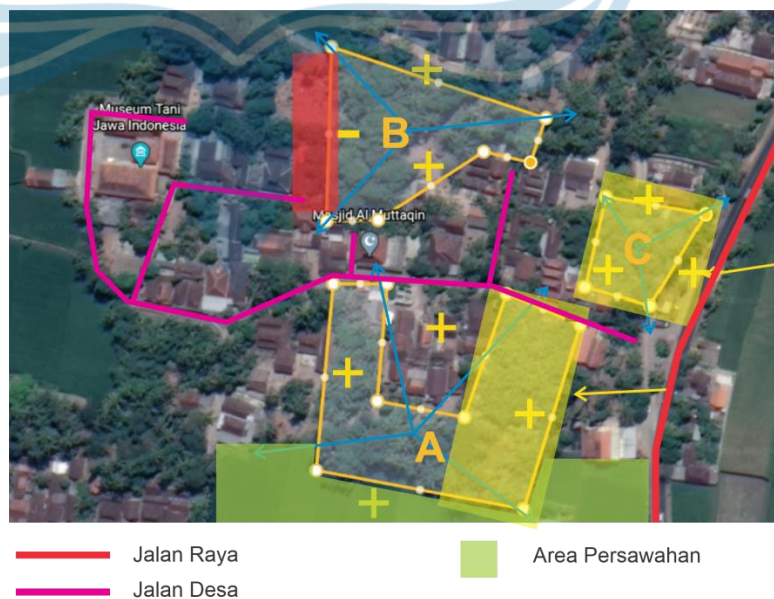 Museum Tani
Jawa Indonesia
B
Masjid Al Muttaqin
C
A
Jalan Raya
Area Persawahan
Jalan Desa